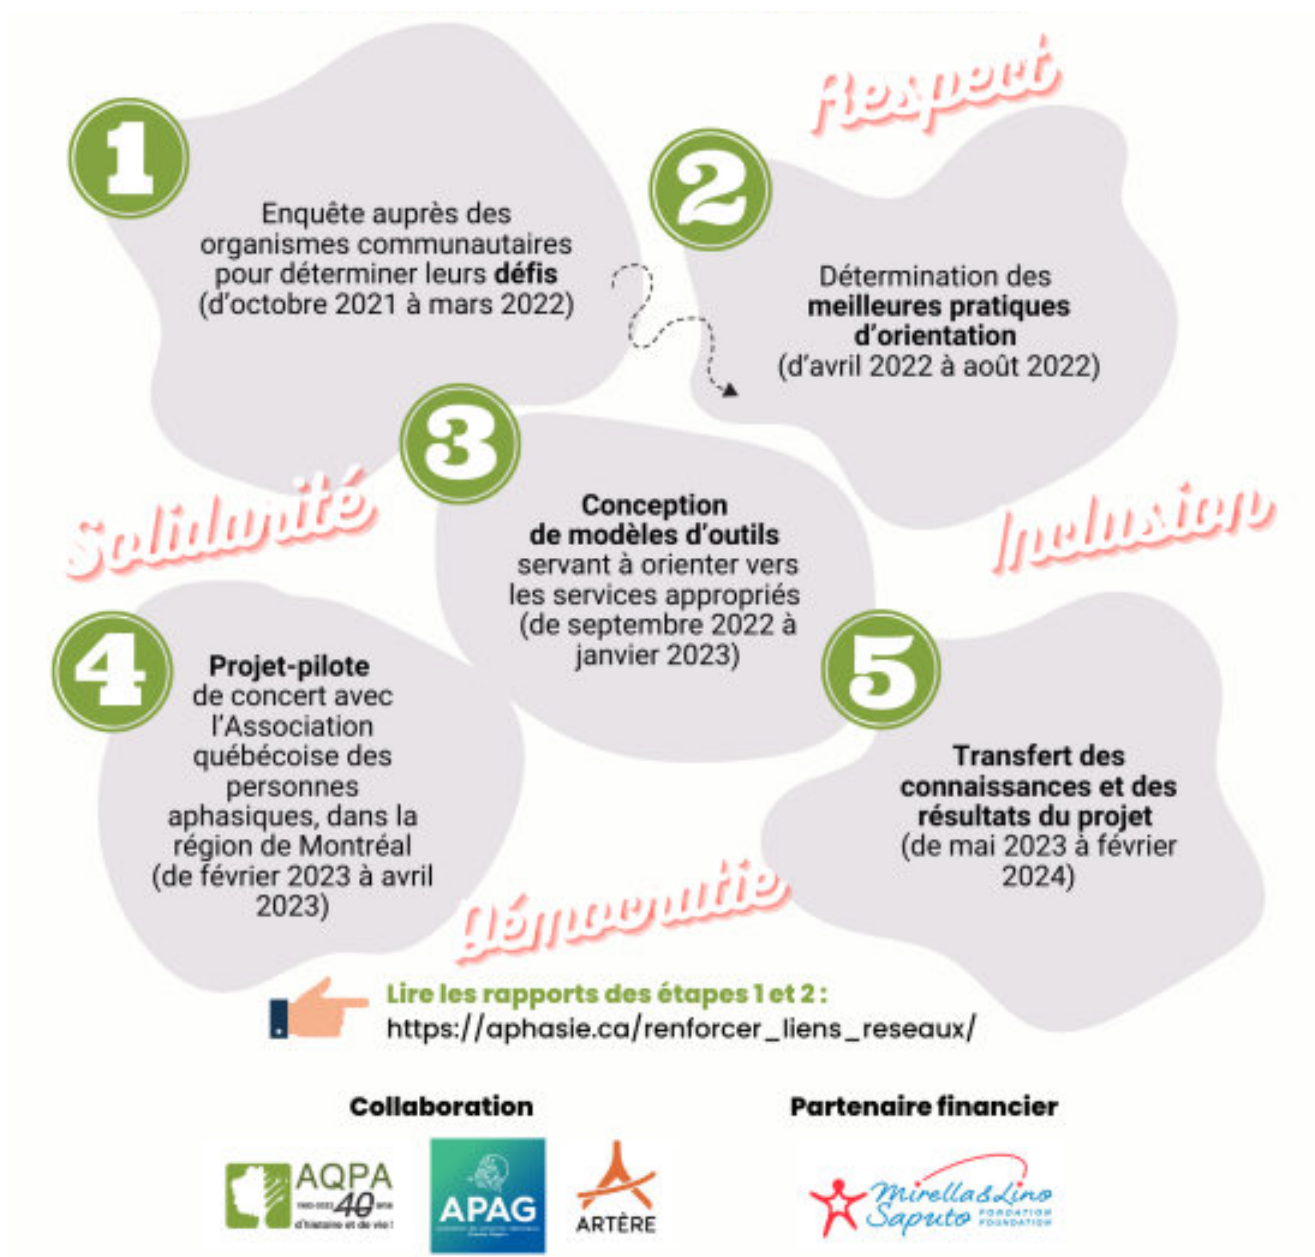 Respect
1
Enquête auprès des
organismes communautaires
pour déterminer leurs défis
(d'octobre 2021 à mars 2022)
2
Détermination des
meilleures pratiques
d'orientation
(d'avril 2022 à août 2022)
3
Conception
de modèles d'outils
servant à orienter vers
les services appropriés
(de septembre 2022 à
janvier 2023)
Solidarité
Inclusion
4
Projet-pilote
de concert avec
l'Association
québécoise des
personnes
aphasiques, dans la
région de Montréal
(de février 2023 à avril
2023)
5
Transfert des
connaissances et des
résultats du projet
(de mai 2023 à février
2024)
Démocratie
Lire les rapports des étapes 1 et 2 :
https://aphasie.ca/renforcer_liens_reseaux/
Collaboration
Partenaire financier
AQPA
40 ans
d'histoire et de vie !
APAG
ARTÈRE
Mirella & Lino
Saputo
FONDATION
FOUNDATION